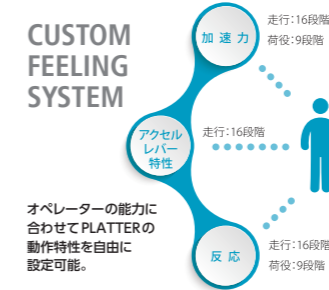 CUSTOM
FEELING
SYSTEM
加速力
走行：16段階
荷役：9段階
アクセル
レバー
特性
走行：16段階
オペレーターの能力に
合わせてPLATTERの
動作特性を自由に
設定可能。
反応
走行：16段階
荷役：9段階